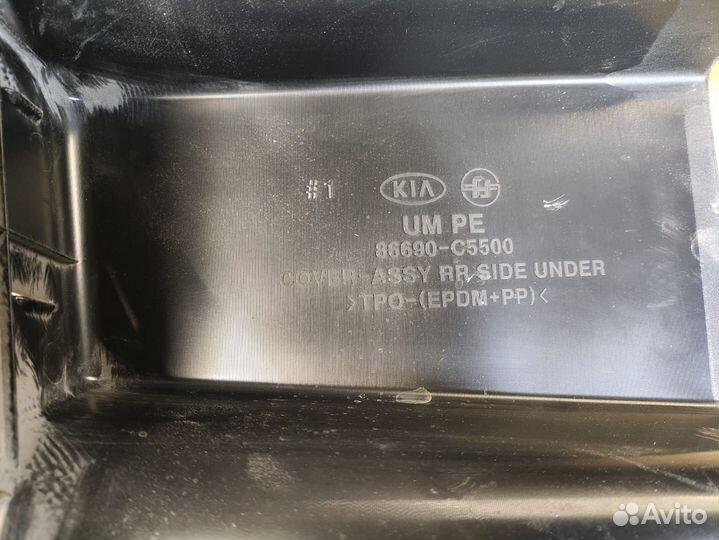 #1 KIA
UM PE
86690-C5500
COVER-ASSY RR SIDE UNDER
>TPO-(EPDM+PP)<
Avito